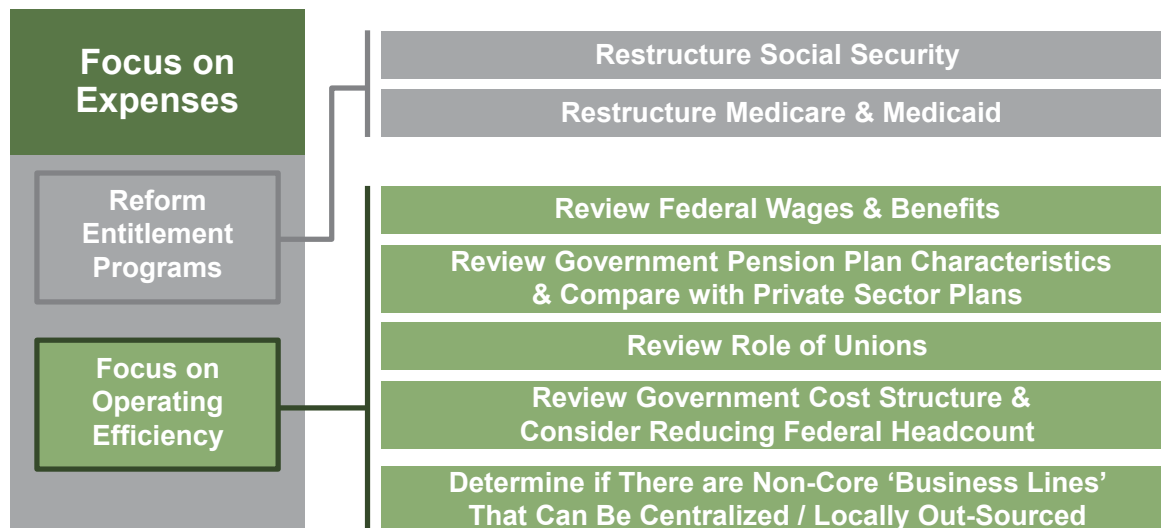 Focus on
Expenses
Reform
Entitlement
Programs
Restructure Social Security
Restructure Medicare & Medicaid
Focus on
Operating
Efficiency
Review Federal Wages & Benefits
Review Government Pension Plan Characteristics
& Compare with Private Sector Plans
Review Role of Unions
Review Government Cost Structure &
Consider Reducing Federal Headcount
Determine if There are Non-Core ‘Business Lines’
That Can Be Centralized / Locally Out-Sourced